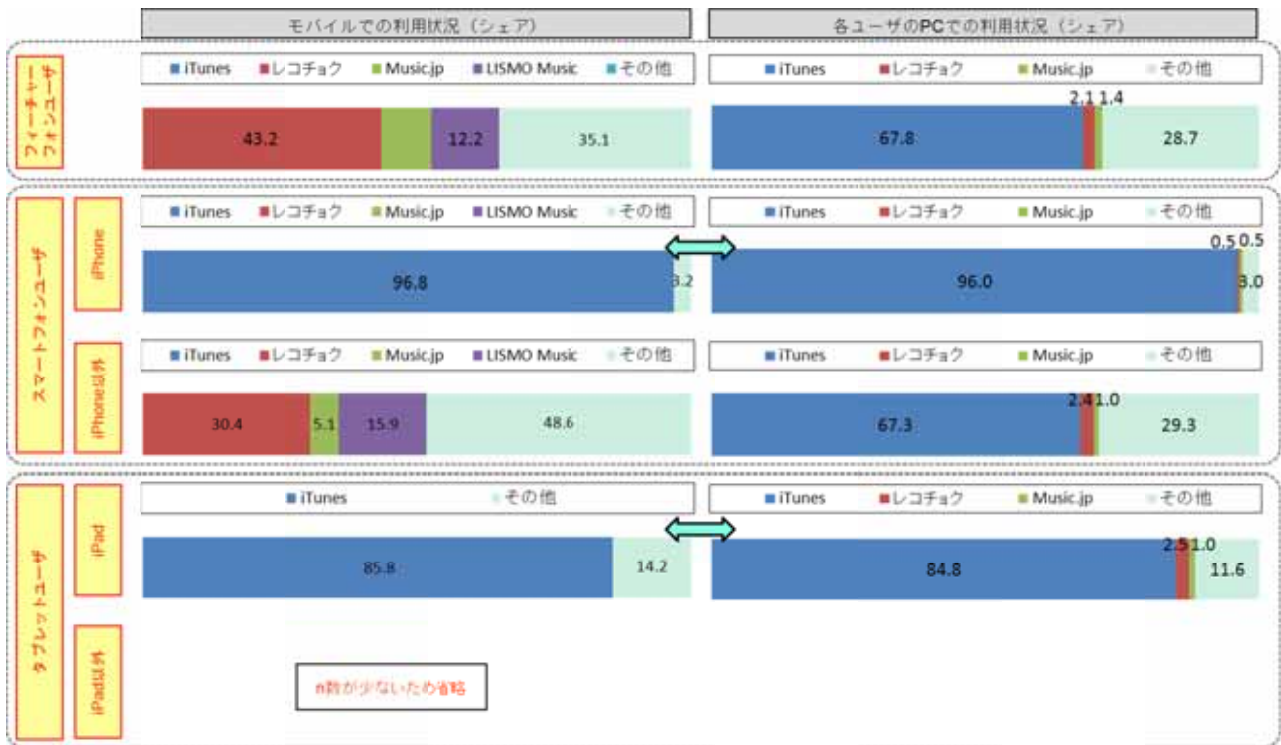 モバイルでの利用状況（シェア）
各ユーザのPCでの利用状況（シェア）
フィーチャー
フォンユーザ
iTunes レコチョク Music.jp LISMO Music その他
43.2 12.2 35.1
iTunes レコチョク Music.jp その他
2.1 1.4
67.8 28.7
スマートフォンユーザ
iPhone
iTunes レコチョク Music.jp LISMO Music その他
96.8 3.2
iTunes レコチョク Music.jp その他
0.5 0.5
96.0 3.0
iPhone以外
iTunes レコチョク Music.jp LISMO Music その他
30.4 5.1 15.9 48.6
iTunes レコチョク Music.jp その他
2.4 1.0
67.3 29.3
タブレットユーザ
iPad
iTunes その他
85.8 14.2
iTunes レコチョク Music.jp その他
2.5 1.0
84.8 11.6
iPad以外
n数が少ないため省略